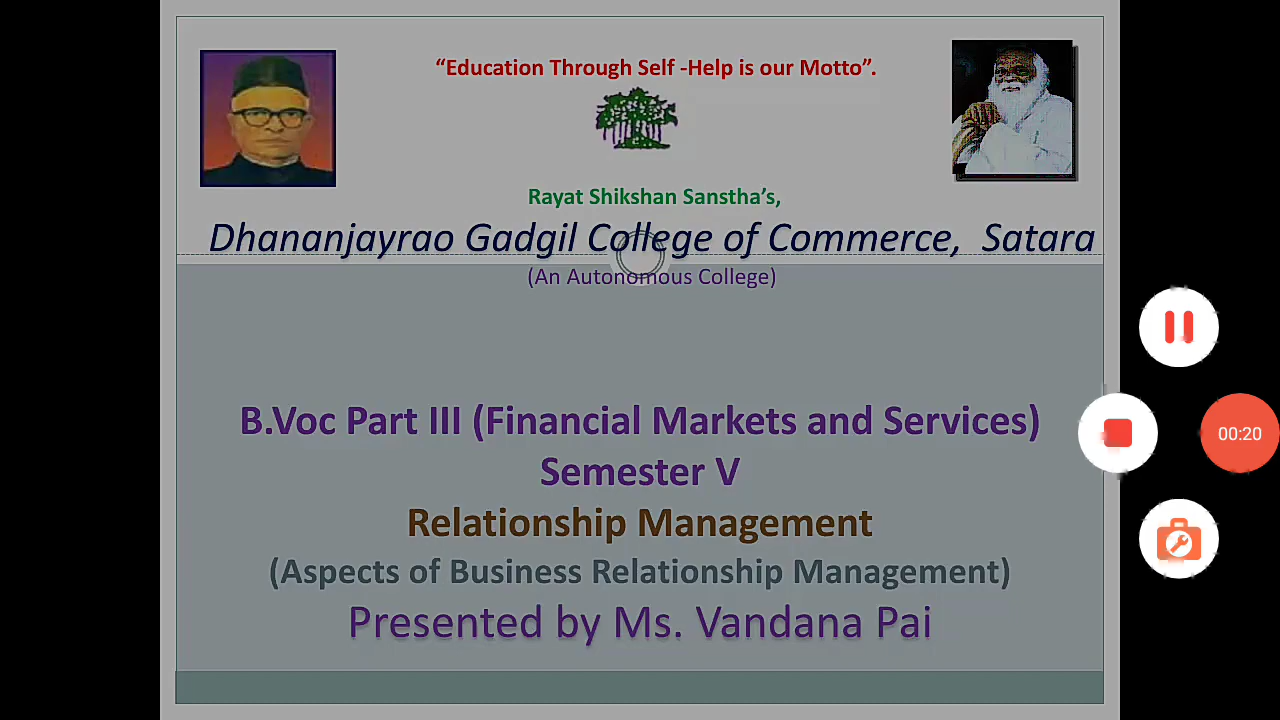 “Education Through Self -Help is our Motto”.
Rayat Shikshan Sanstha’s,
Dhananjayrao Gadgil College of Commerce, Satara
(An Autonomous College)
B.Voc Part III (Financial Markets and Services)
Semester V
Relationship Management
(Aspects of Business Relationship Management)
Presented by Ms. Vandana Pai
00:20